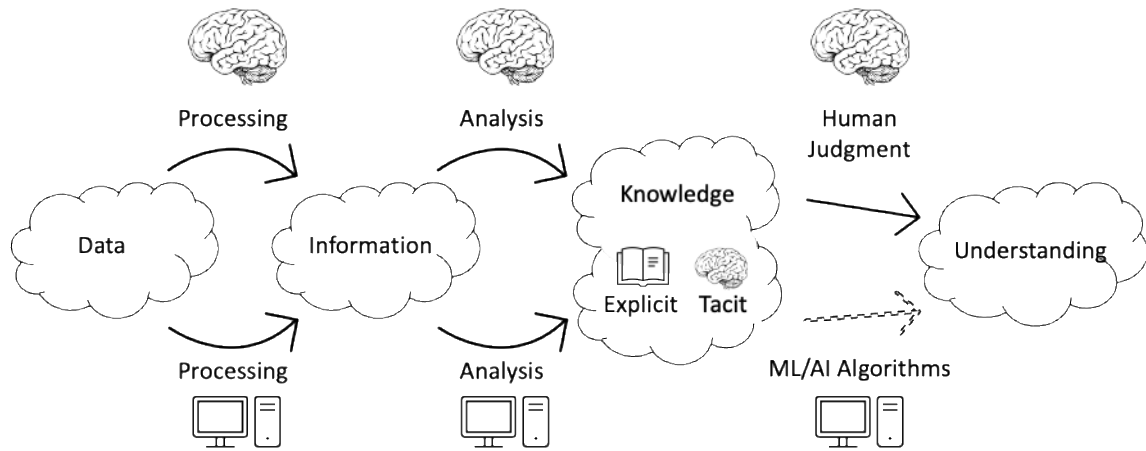 Processing
Analysis
Human
Judgment
Data
Information
Knowledge
Explicit
Tacit
Understanding
Processing
Analysis
ML/AI Algorithms